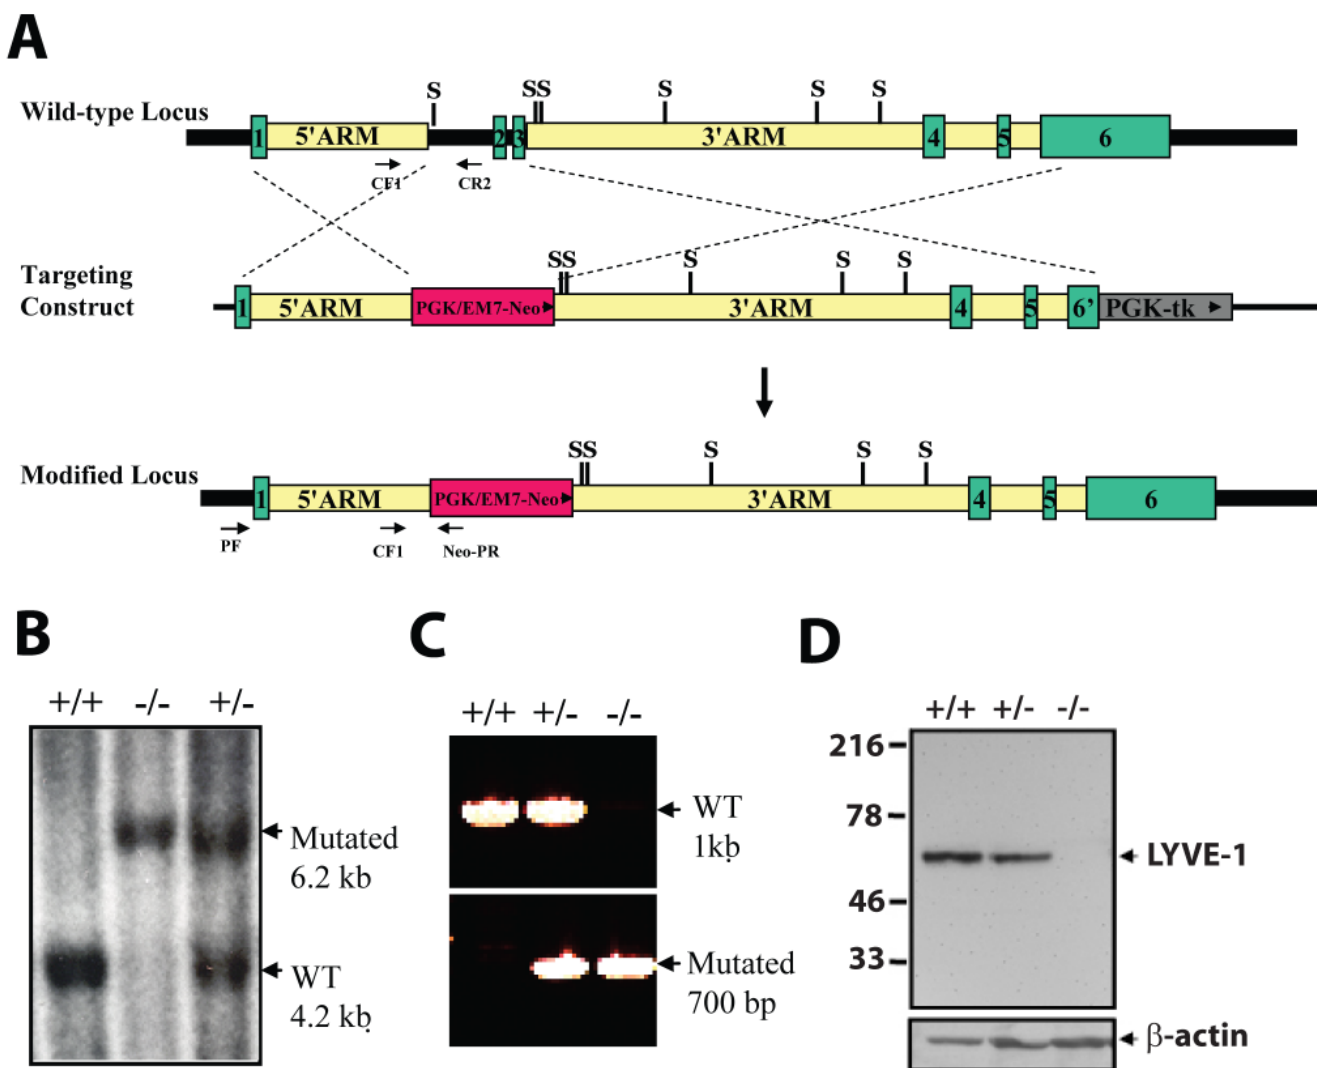 A
S SS S S S
Wild-type Locus
1 5'ARM 2 3 3'ARM 4 5 6
CF1 CR2
SS S S S
Targeting
Construct
1 5'ARM PGK/EM7-Neo 3'ARM 4 5 6' PGK-tk
SS S S S
Modified Locus
1 5'ARM PGK/EM7-Neo 3'ARM 4 5 6
PF CF1 Neo-PR
B
+/+ -/- +/-
Mutated
6.2 kb
WT
4.2 kb
C
+/+ +/- -/-
WT
1kb
Mutated
700 bp
D
+/+ +/- -/-
216
78
LYVE-1
46
33
β-actin